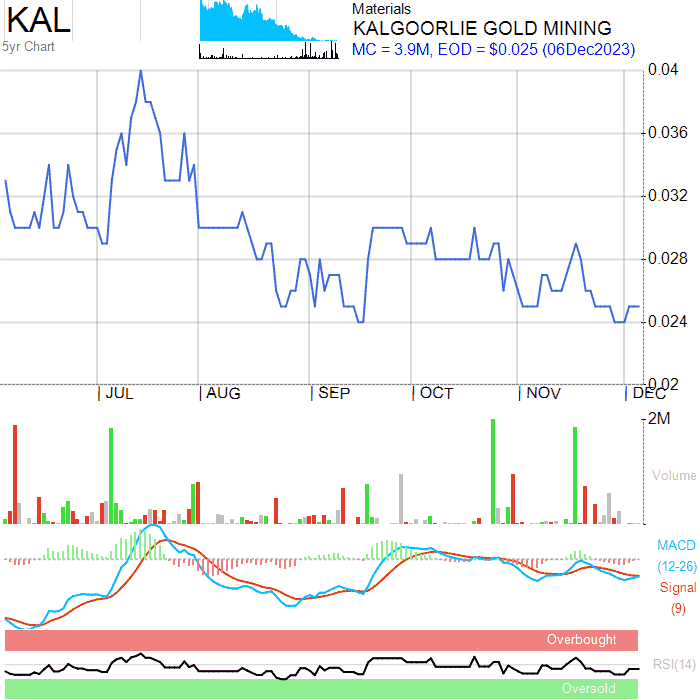 KAL
5yr Chart
Materials
KALGOORLIE GOLD MINING
MC = 3.9M, EOD = $0.025 (06Dec2023)
0.04
0.036
0.032
0.028
0.024
0.02
JUL AUG SEP OCT NOV DEC
2M
Volume
MACD
(12-26)
Signal
(9)
Overbought
RSI(14)
Oversold